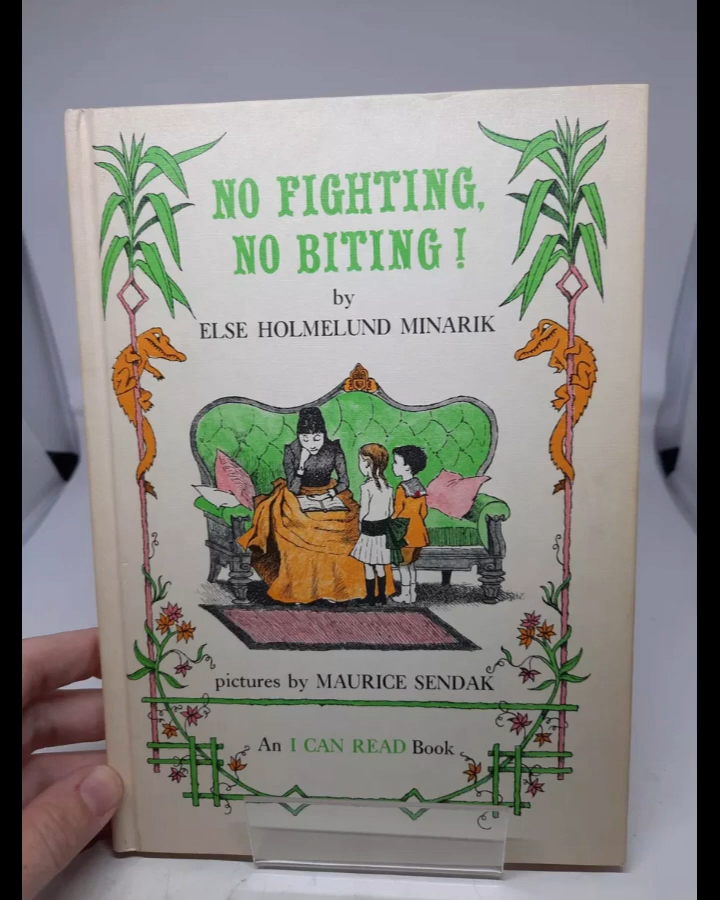 NO FIGHTING,
NO BITING!
by
ELSE HOLMELUND MINARIK
pictures by MAURICE SENDAK
An I CAN READ Book